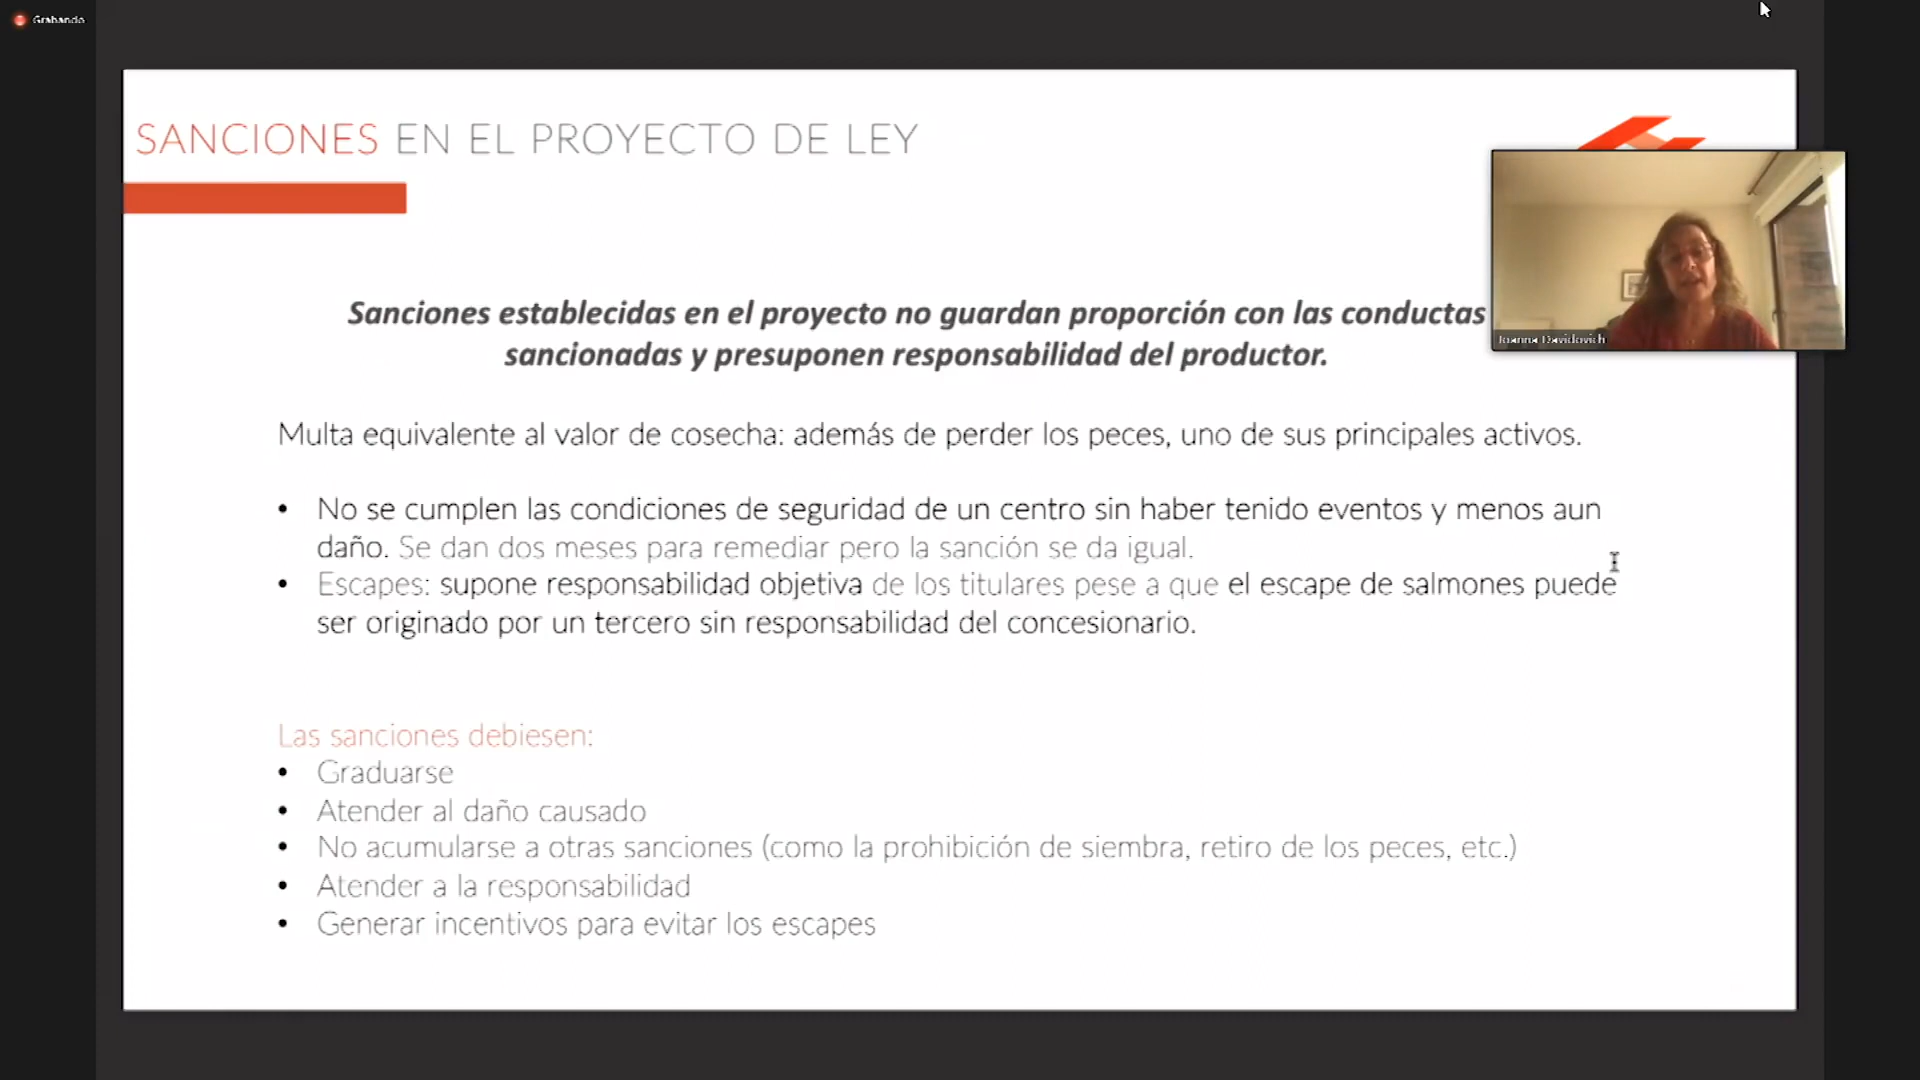 Grabando
SANCIONES EN EL PROYECTO DE LEY
Sanciones establecidas en el proyecto no guardan proporción con las conductas
sancionadas y presuponen responsabilidad del productor.
Joanna Davidovich
Multa equivalente al valor de cosecha: además de perder los peces, uno de sus principales activos.
• No se cumplen las condiciones de seguridad de un centro sin haber tenido eventos y menos aun
daño. Se dan dos meses para remediar pero la sanción se da igual.
• Escapes: supone responsabilidad objetiva de los titulares pese a que el escape de salmones puede
ser originado por un tercero sin responsabilidad del concesionario.
Las sanciones debiesen:
• Graduarse
• Atender al daño causado
• No acumularse a otras sanciones (como la prohibición de siembra, retiro de los peces, etc.)
• Atender a la responsabilidad
• Generar incentivos para evitar los escapes